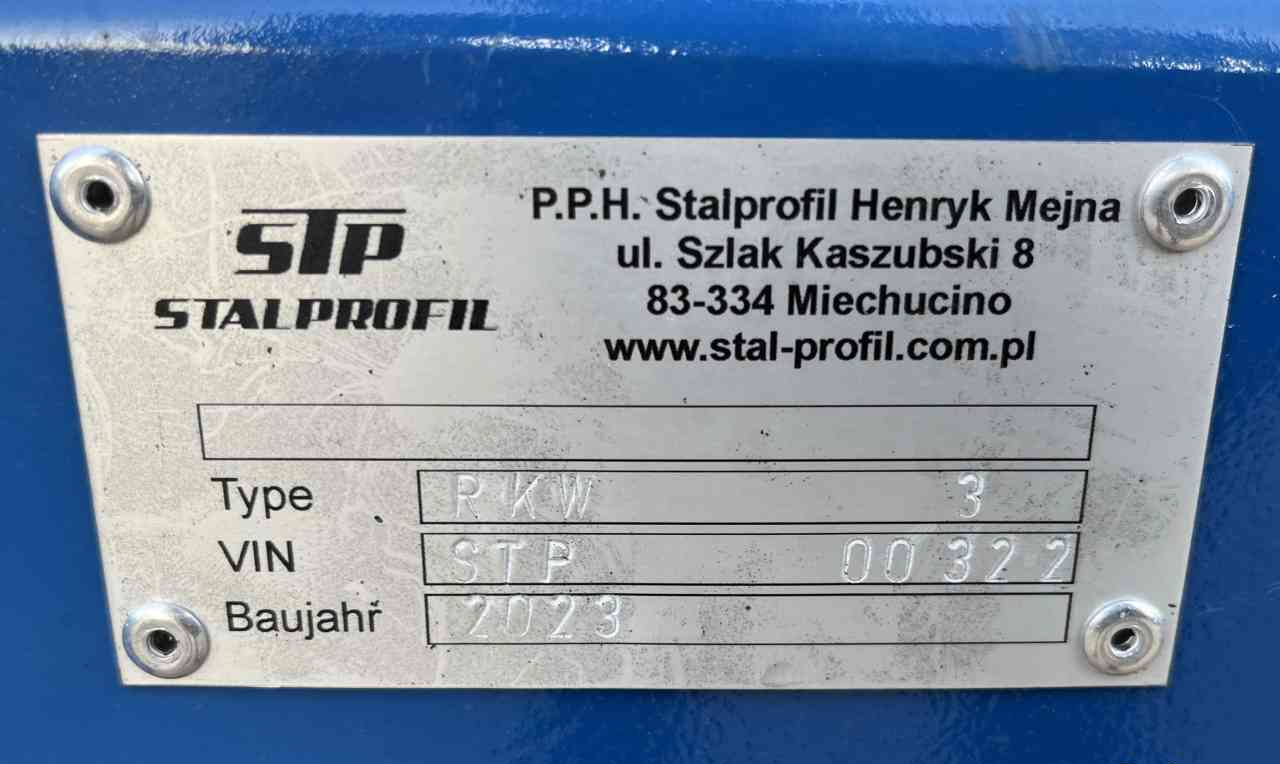 STP
STALPROFIL
P.P.H. Stalprofil Henryk Mejna
ul. Szlak Kaszubski 8
83-334 Miechucino
www.stal-profil.com.pl
Type RKW 3
VIN STP 00322
Baujahr 2023